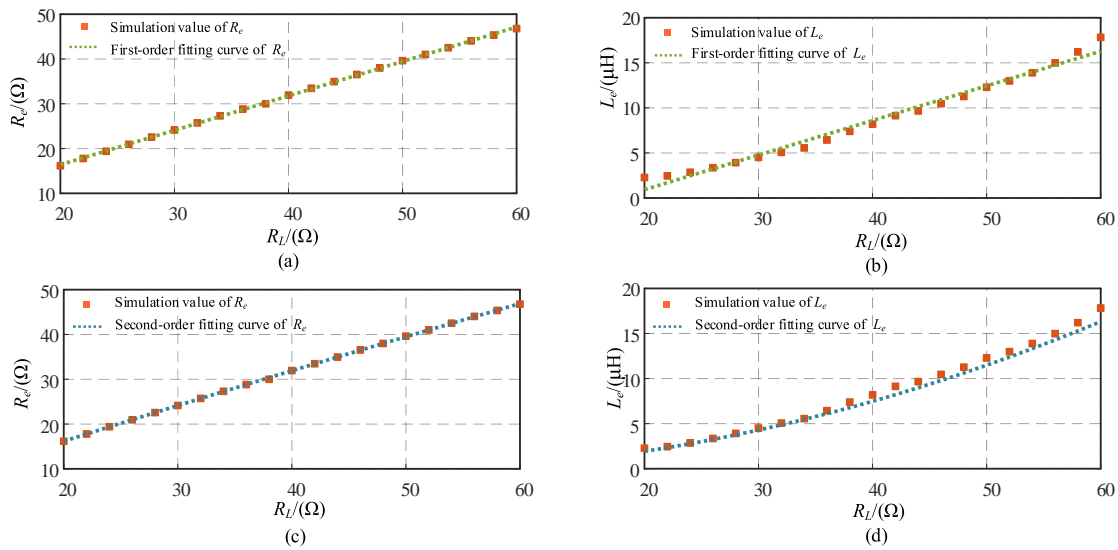 Simulation value of Re
First-order fitting curve of Re
50
40
30
20
10
Re/(Ω)
20 30 40 50 60
RL/(Ω)
(a)
Simulation value of Le
First-order fitting curve of Le
20
15
10
5
0
Le/(μH)
20 30 40 50 60
RL/(Ω)
(b)
Simulation value of Re
Second-order fitting curve of Re
50
40
30
20
10
Re/(Ω)
20 30 40 50 60
RL/(Ω)
(c)
Simulation value of Le
Second-order fitting curve of Le
20
15
10
5
0
Le/(μH)
20 30 40 50 60
RL/(Ω)
(d)